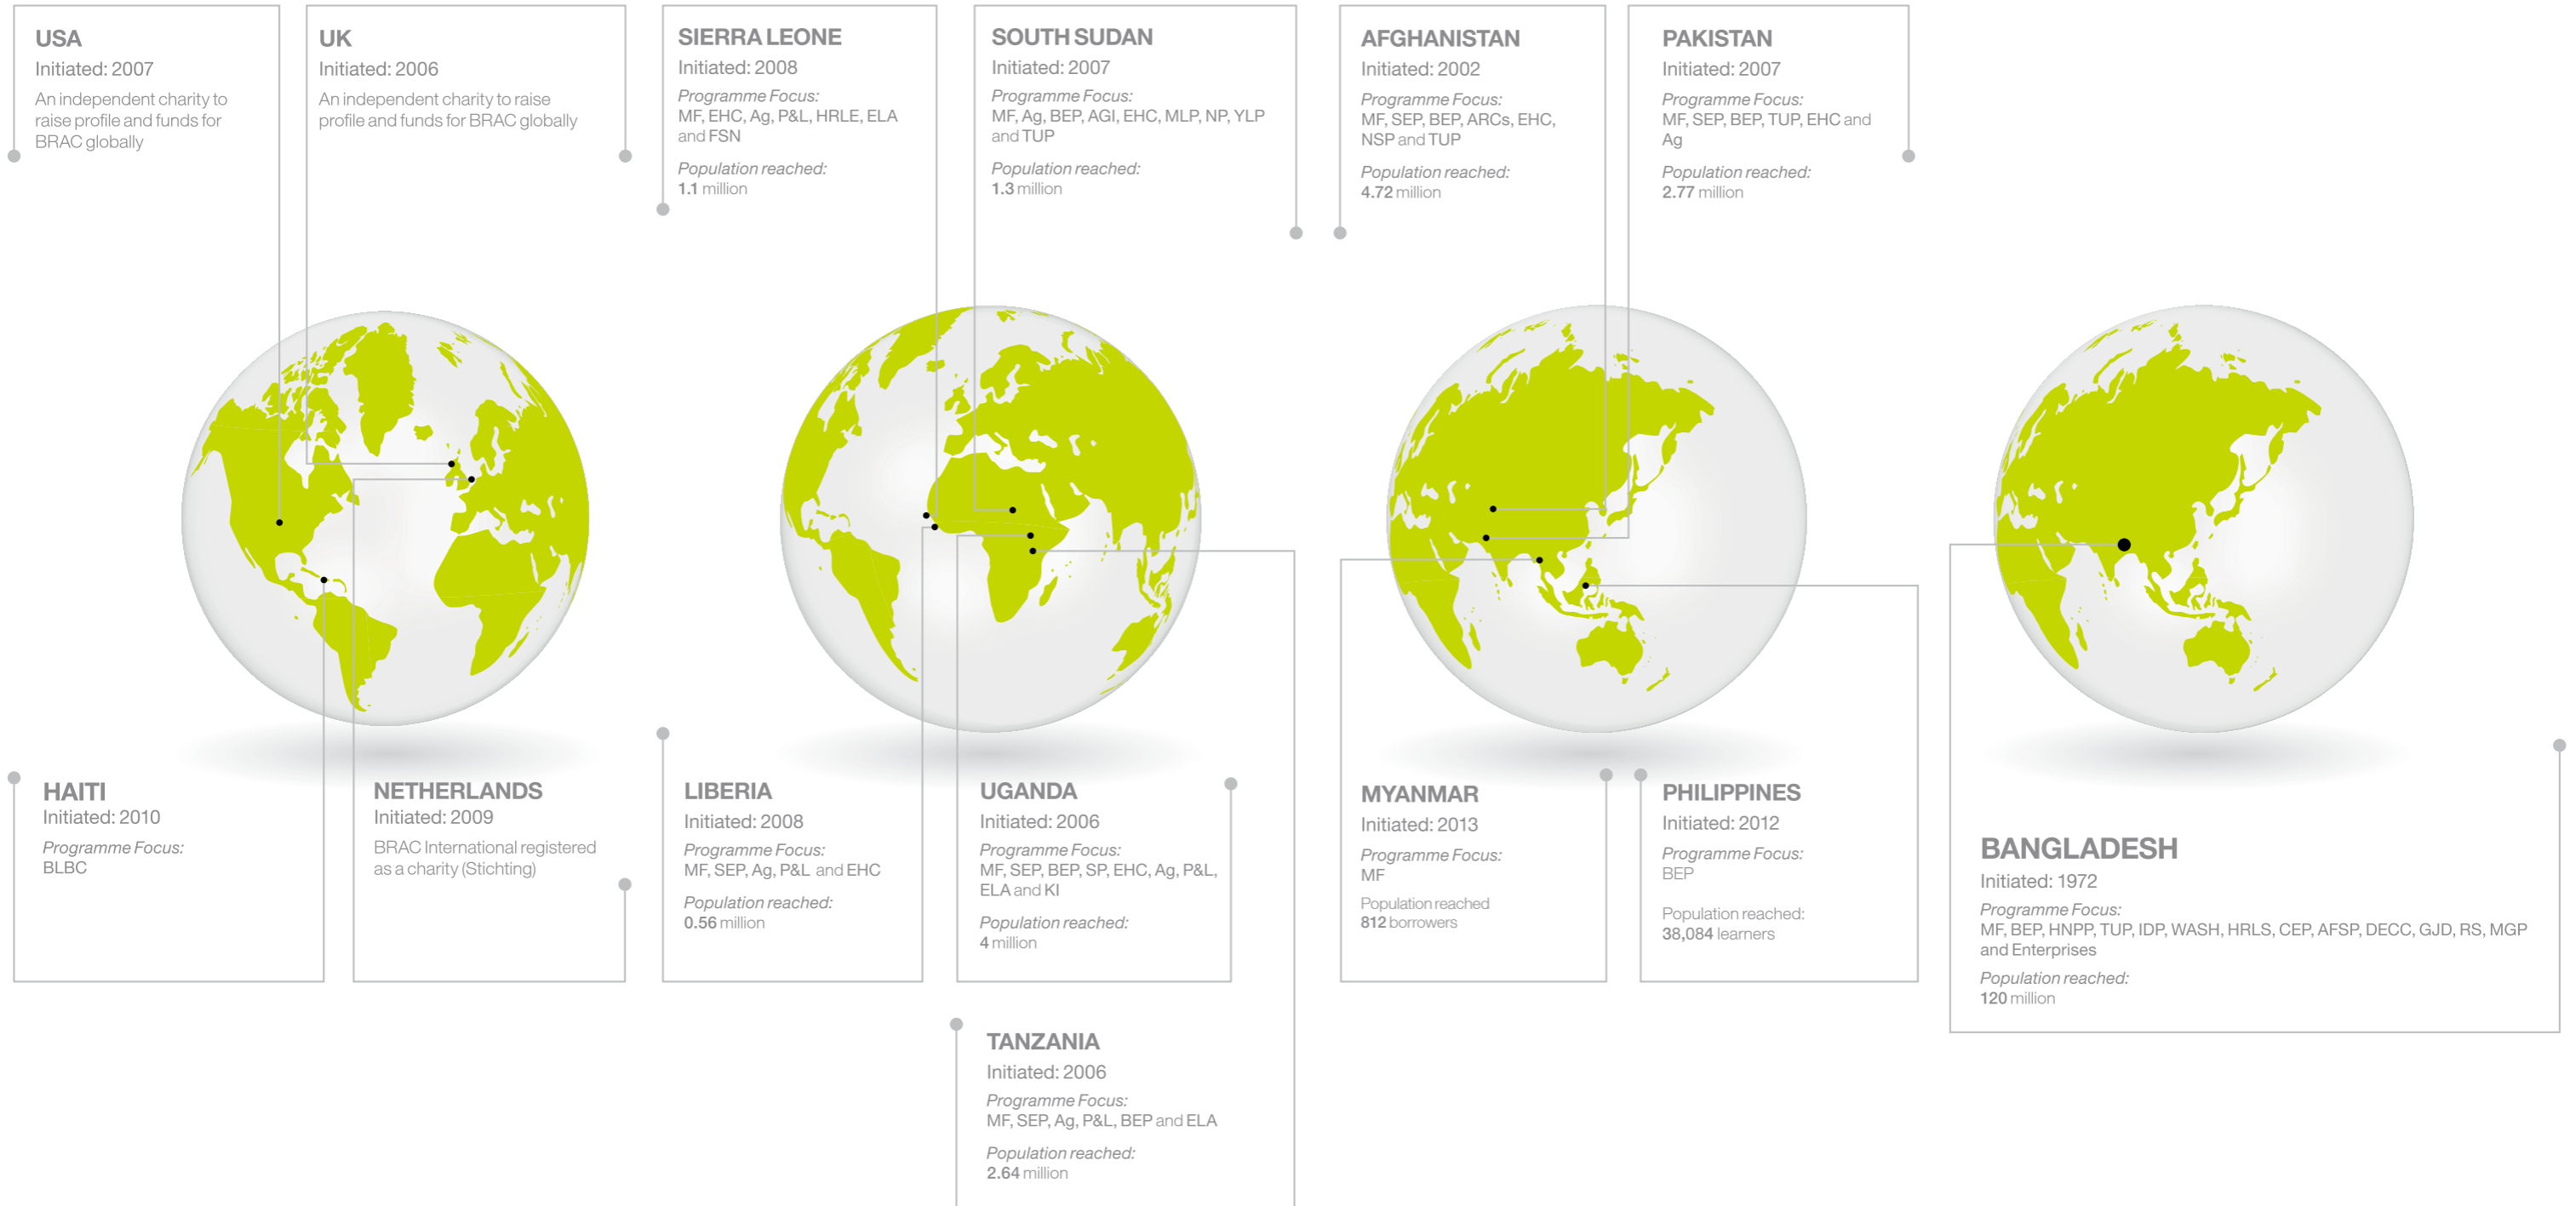 USA
Initiated: 2007
An independent charity to
raise profile and funds for
BRAC globally
UK
Initiated: 2006
An independent charity to raise
profile and funds for BRAC globally
SIERRA LEONE
Initiated: 2008
Programme Focus:
MF, EHC, Ag, P&L, HRLE, ELA
and FSN
Population reached:
1.1 million
SOUTH SUDAN
Initiated: 2007
Programme Focus:
MF, Ag, BEP, AGI, EHC, MLP, NP, YLP
and TUP
Population reached:
1.3 million
AFGHANISTAN
Initiated: 2002
Programme Focus:
MF, SEP, BEP, ARCs, EHC,
NSP and TUP
Population reached:
4.72 million
PAKISTAN
Initiated: 2007
Programme Focus:
MF, SEP, BEP, TUP, EHC and
Ag
Population reached:
2.77 million
HAITI
Initiated: 2010
Programme Focus:
BLBC
NETHERLANDS
Initiated: 2009
BRAC International registered
as a charity (Stichting)
LIBERIA
Initiated: 2008
Programme Focus:
MF, SEP, Ag, P&L and EHC
Population reached:
0.56 million
UGANDA
Initiated: 2006
Programme Focus:
MF, SEP, BEP, SP, EHC, Ag, P&L,
ELA and KI
Population reached:
4 million
TANZANIA
Initiated: 2006
Programme Focus:
MF, SEP, Ag, P&L, BEP and ELA
Population reached:
2.64 million
MYANMAR
Initiated: 2013
Programme Focus:
MF
Population reached
812 borrowers
PHILIPPINES
Initiated: 2012
Programme Focus:
BEP
Population reached:
38,084 learners
BANGLADESH
Initiated: 1972
Programme Focus:
MF, BEP, HNPP, TUP, IDP, WASH, HRLS, CEP, AFSP, DECC, GJD, RS, MGP
and Enterprises
Population reached:
120 million